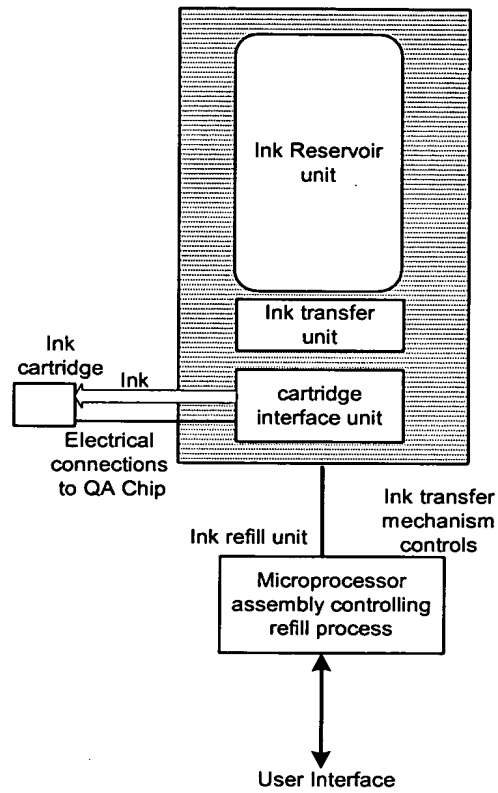 Ink Reservoir
unit
Ink transfer
unit
Ink
cartridge
Ink
cartridge
interface unit
Electrical
connections
to QA Chip
Ink transfer
mechanism
controls
Ink refill unit
Microprocessor
assembly controlling
refill process
User Interface